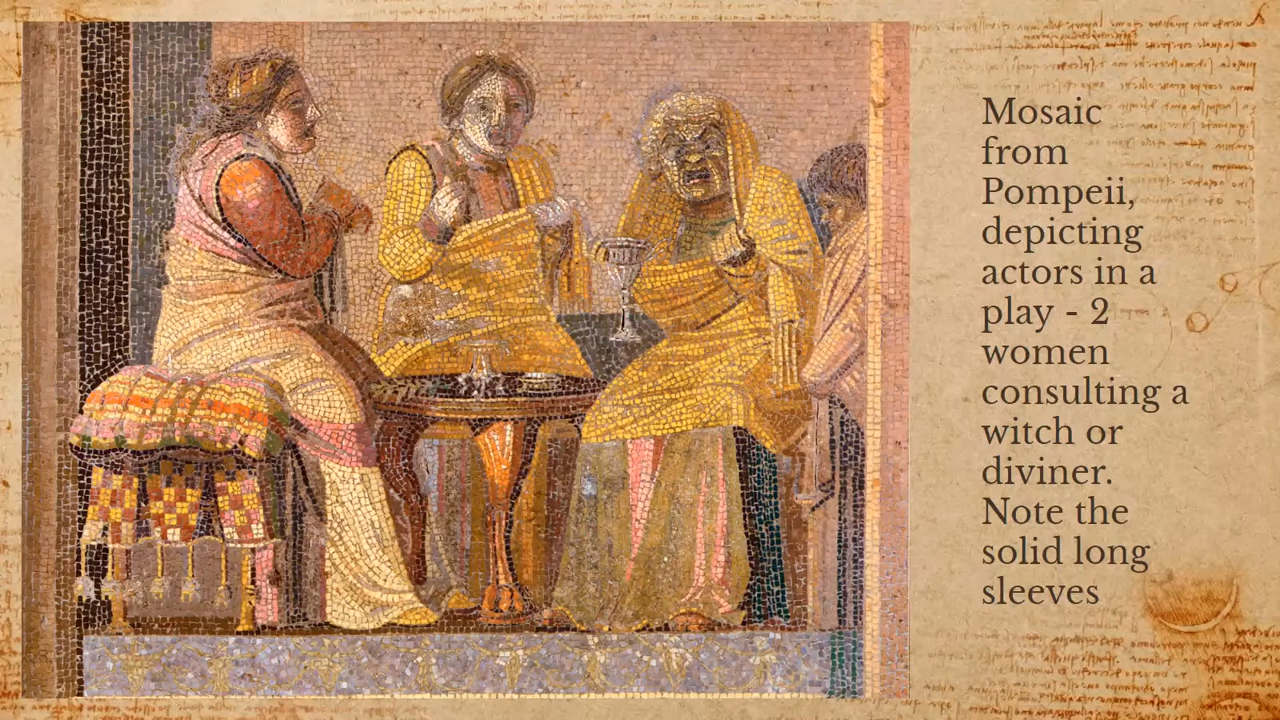 Mosaic
from
Pompeii,
depicting
actors in a
play - 2
women
consulting a
witch or
diviner.
Note the
solid long
sleeves